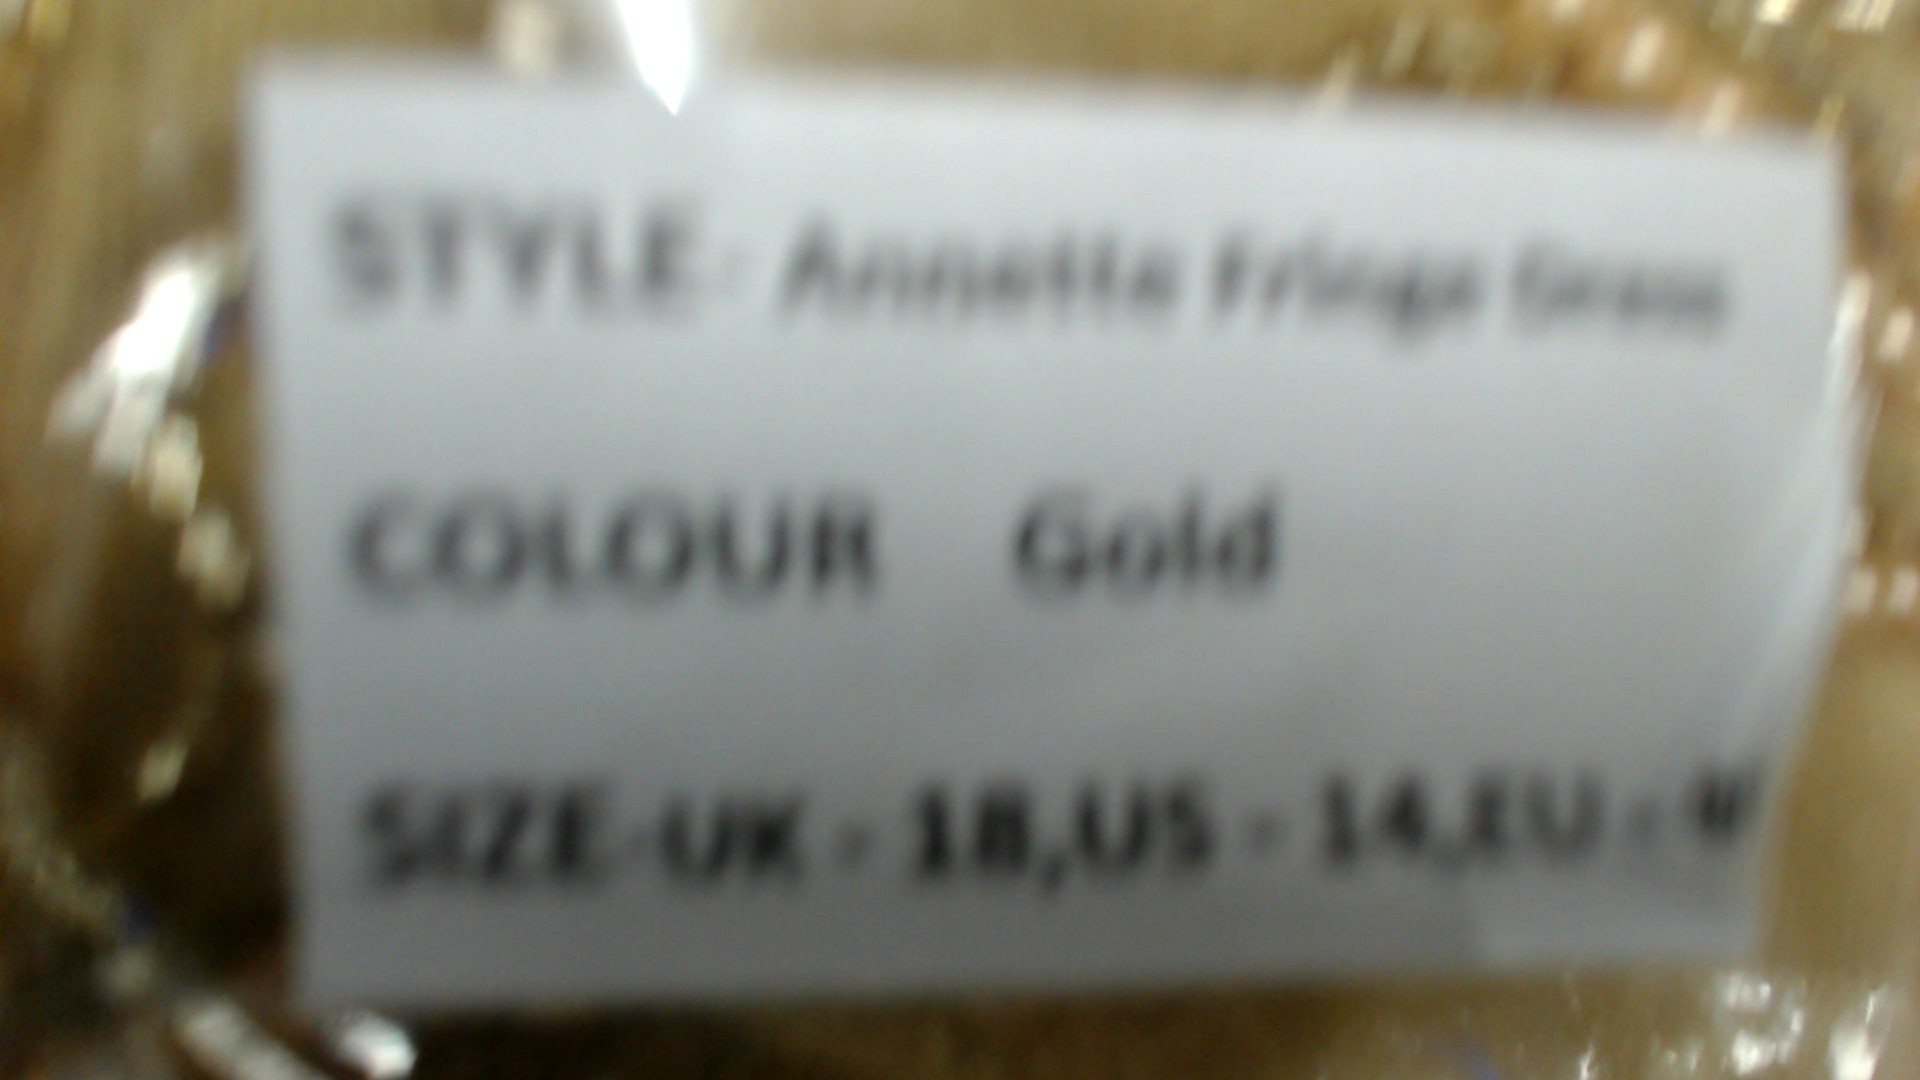 STYLE: Annette Fringe Dress
COLOUR Gold
SIZE-UK - 18,US - 14,EU -